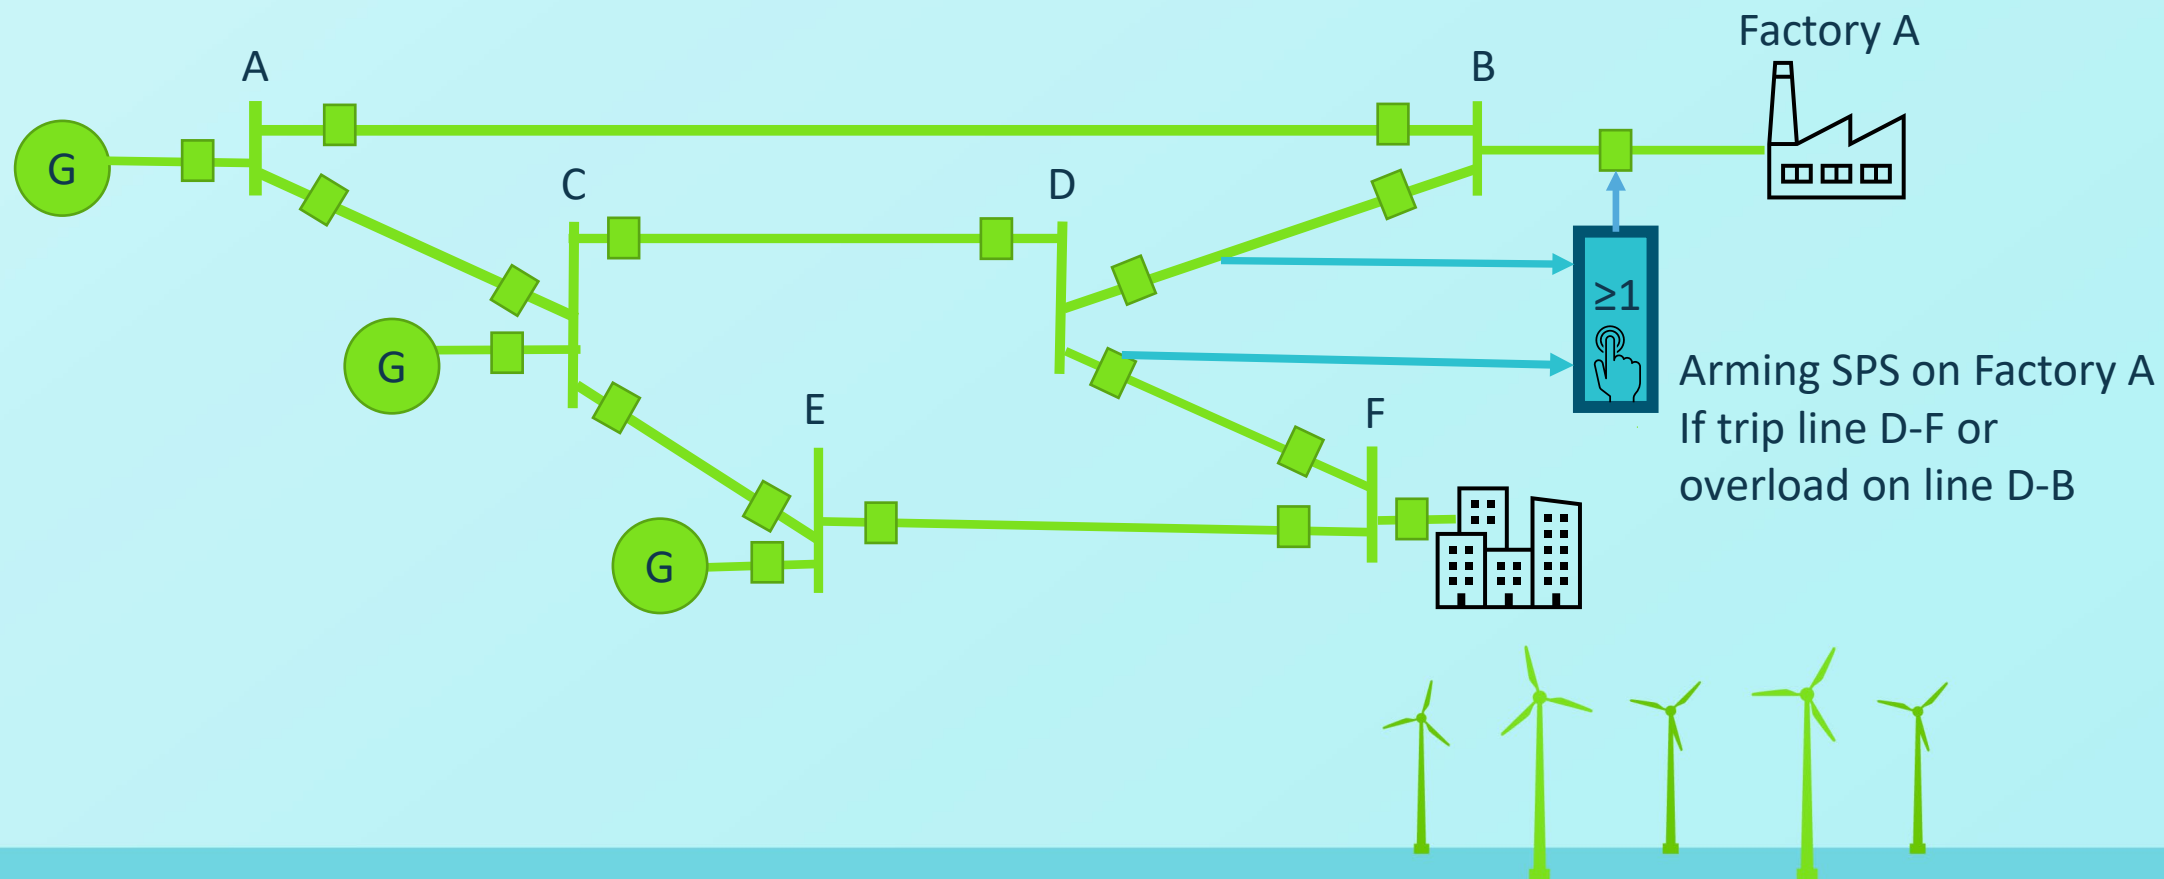 Factory A
A
B
G
C
D
≥1
G
Arming SPS on Factory A
E
F
If trip line D-F or
overload on line D-B
G